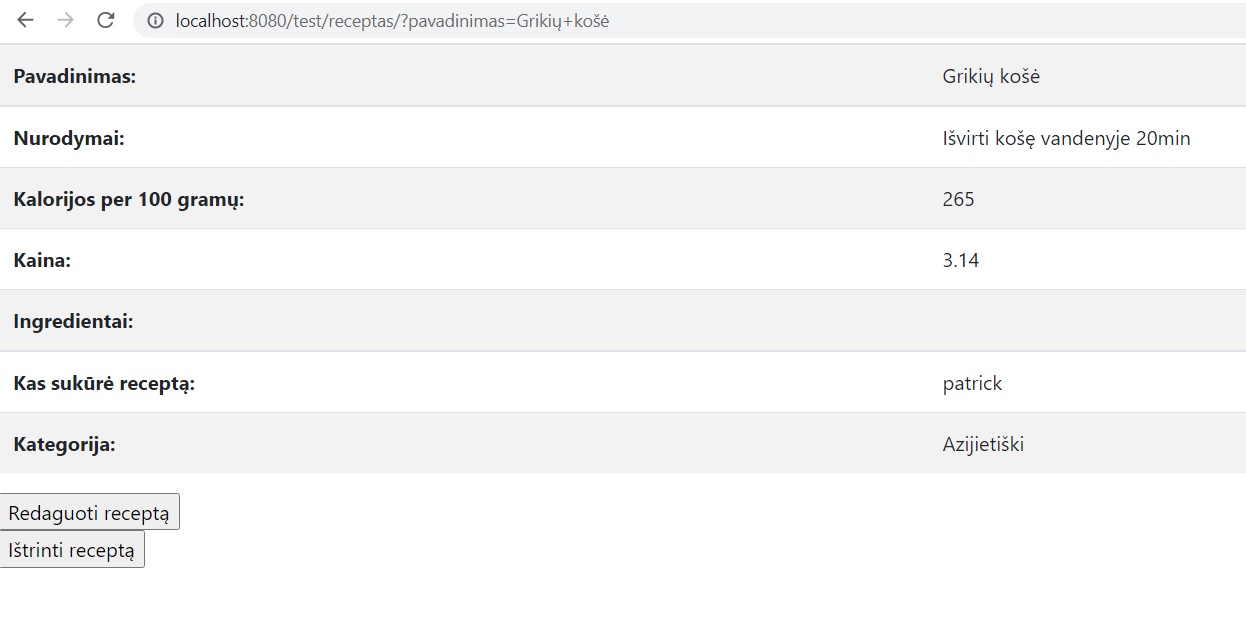 localhost:8080/test/receptas/?pavadinimas=Grikių+košė
Pavadinimas: Grikių košė
Nurodymai: Išvirti košę vandenyje 20min
Kalorijos per 100 gramų: 265
Kaina: 3.14
Ingredientai:
Kas sukūrė receptą: patrick
Kategorija: Azijietiški
Redaguoti receptą
Ištrinti receptą